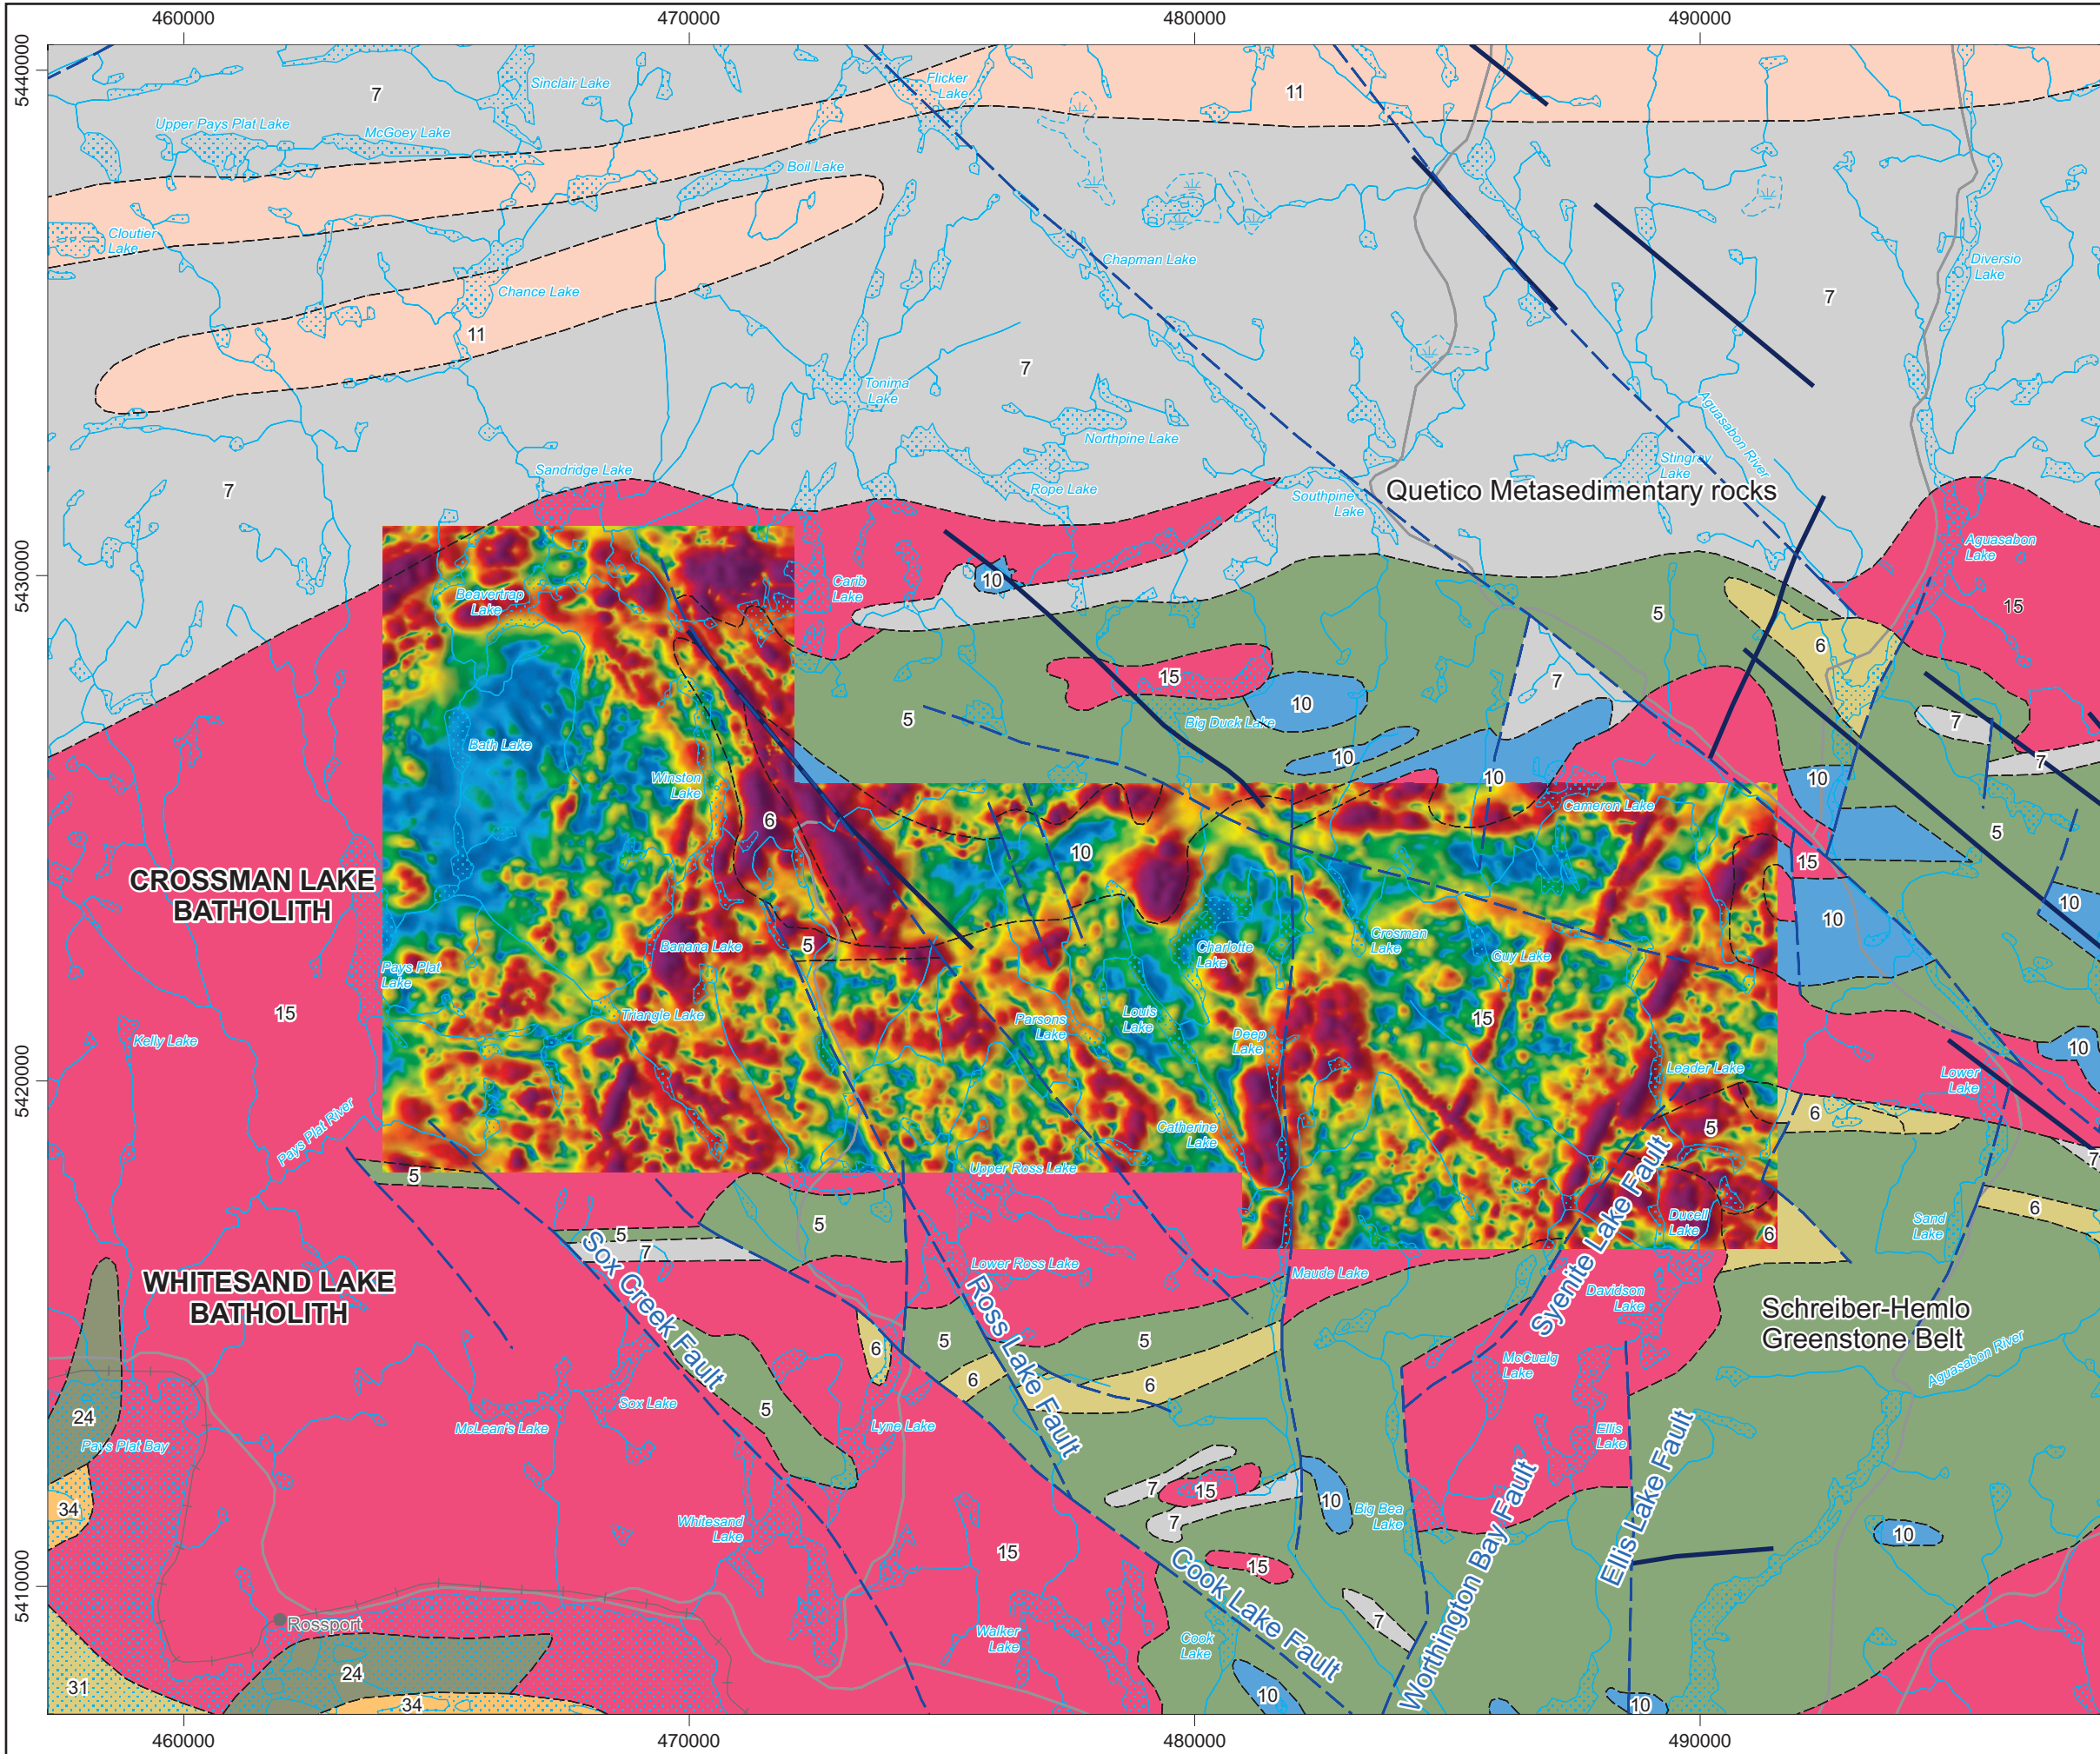 460000
470000
480000
490000
5440000
5430000
5420000
5410000
7
Sinclair Lake
Flicker
Lake
11
Upper Pays Plat Lake
McGoey Lake
Boil Lake
Cloutier
Lake
Chapman Lake
Diversio
Lake
Chance Lake
7
11
7
Tonima
Lake
Aguasabon River
Northpine Lake
Stingray
Lake
Sandridge Lake
7
Rope Lake
Southpine
Lake
Quetico Metasedimentary rocks
Aguasabon
Lake
Carib
Lake
10
Beavertrap
Lake
15
5
6
15
7
10
5
Big Duck Lake
7
Bath Lake
10
7
Winston
Lake
10
10
Cameron Lake
6
5
10
15
CROSSMAN LAKE
BATHOLITH
10
10
Banana Lake
5
Charlotte
Lake
Crosman
Lake
Guy Lake
Pays Plat
Lake
15
Triangle Lake
Parsons
Lake
Louis
Lake
15
Kelly Lake
Deep
Lake
10
Leader Lake
Lower
Lake
6
Pays Plat River
Catherine
Lake
5
7
Upper Ross Lake
5
6
5
5
7
Sand
Lake
Ducell
Lake
6
Sox Creek Fault
Lower Ross Lake
Maude Lake
Syenite Lake Fault
Davidson
Lake
WHITESAND LAKE
BATHOLITH
Ross Lake Fault
Schreiber-Hemlo
Greenstone Belt
Aguasabon River
6
5
5
McCuaig
Lake
6
6
5
24
Sox Lake
McLean's Lake
Lyne Lake
Ellis
Lake
Pays Plat Bay
34
7
15
10
Big Bea
Lake
Whitesand
Lake
7
10
15
15
Cook Lake Fault
Worthington Bay Fault
Ellis Lake Fault
Rossport
7
Walker
Lake
Cook
Lake
24
31
34
10
10
460000
470000
480000
490000